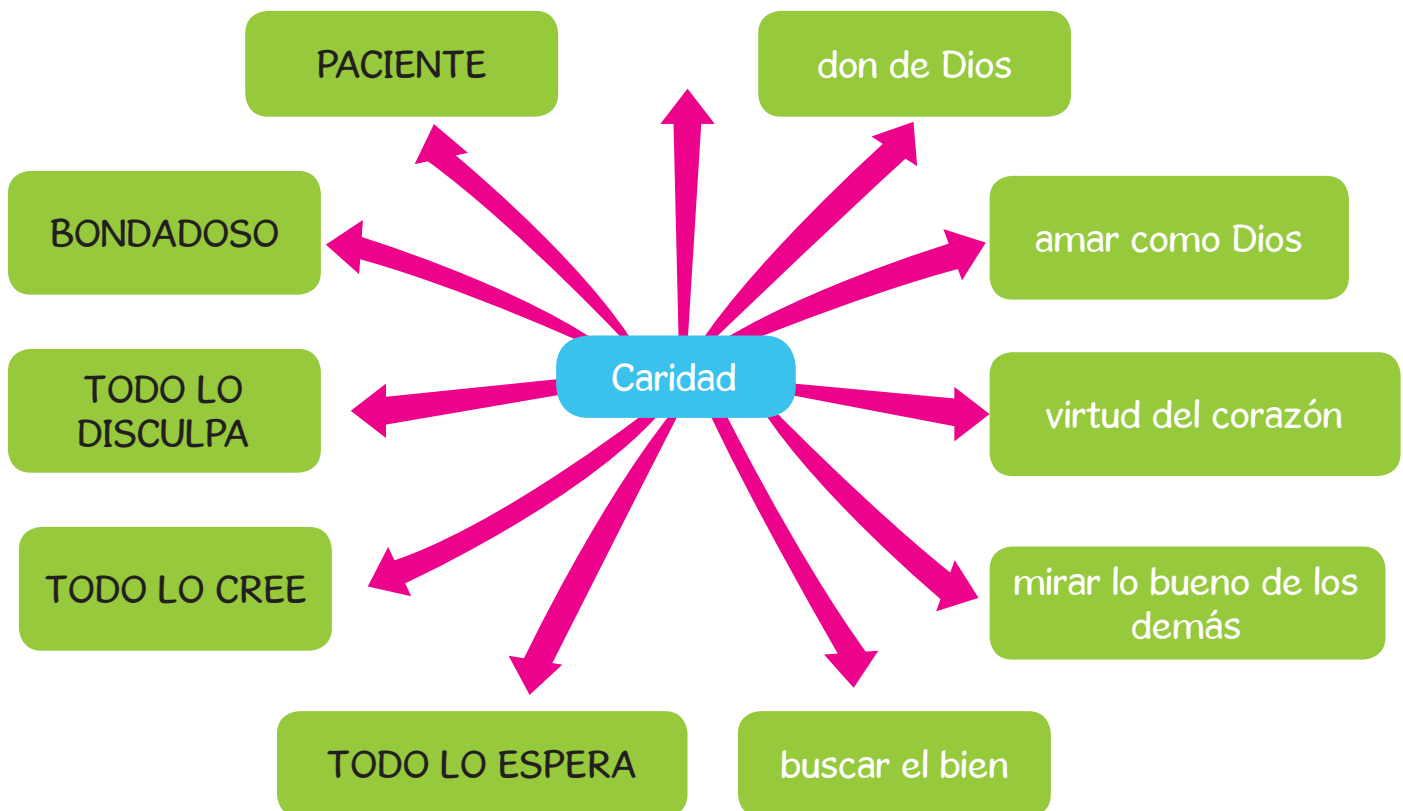 PACIENTE
don de Dios
BONDADOSO
amar como Dios
Caridad
TODO LO
DISCULPA
virtud del corazón
TODO LO CREE
mirar lo bueno de los
demás
TODO LO ESPERA
buscar el bien